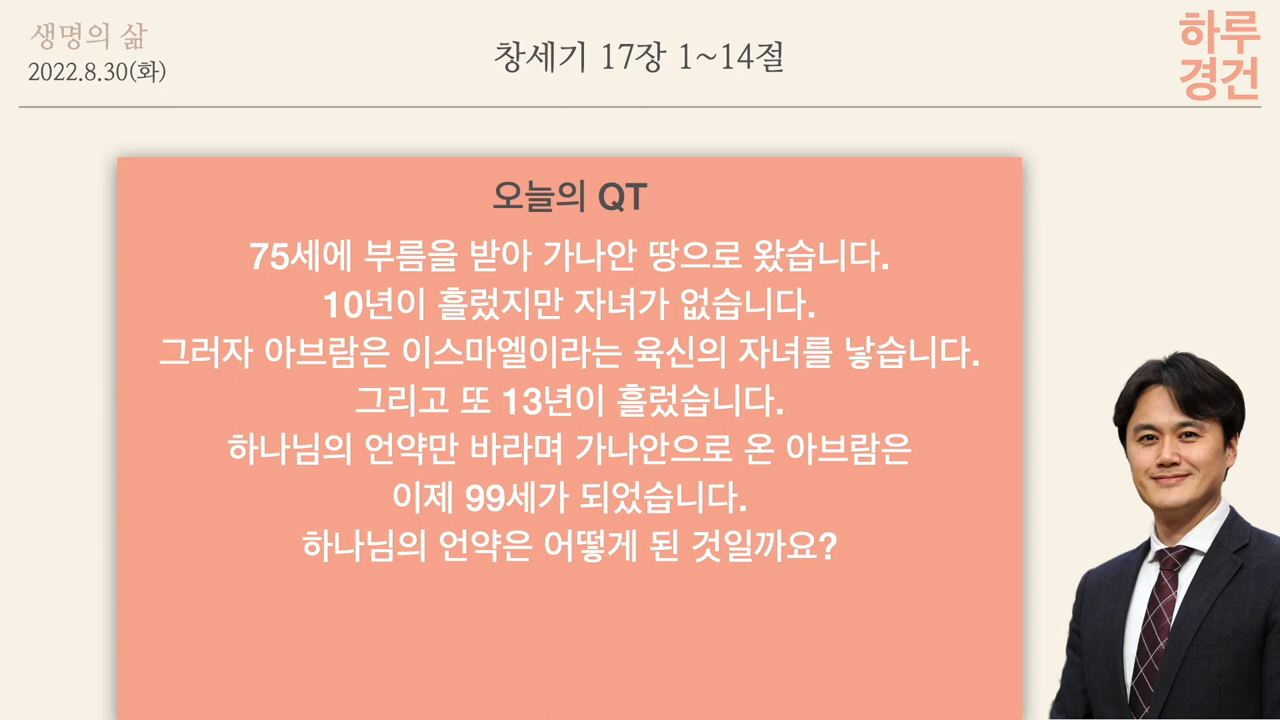 생명의 삶
2022.8.30(화)
창세기 17장 1~14절
하루
경건
오늘의 QT
75세에 부름을 받아 가나안 땅으로 왔습니다.
10년이 흘렀지만 자녀가 없습니다.
그러자 아브람은 이스마엘이라는 육신의 자녀를 낳습니다.
그리고 또 13년이 흘렀습니다.
하나님의 언약만 바라며 가나안으로 온 아브람은
이제 99세가 되었습니다.
하나님의 언약은 어떻게 된 것일까요?